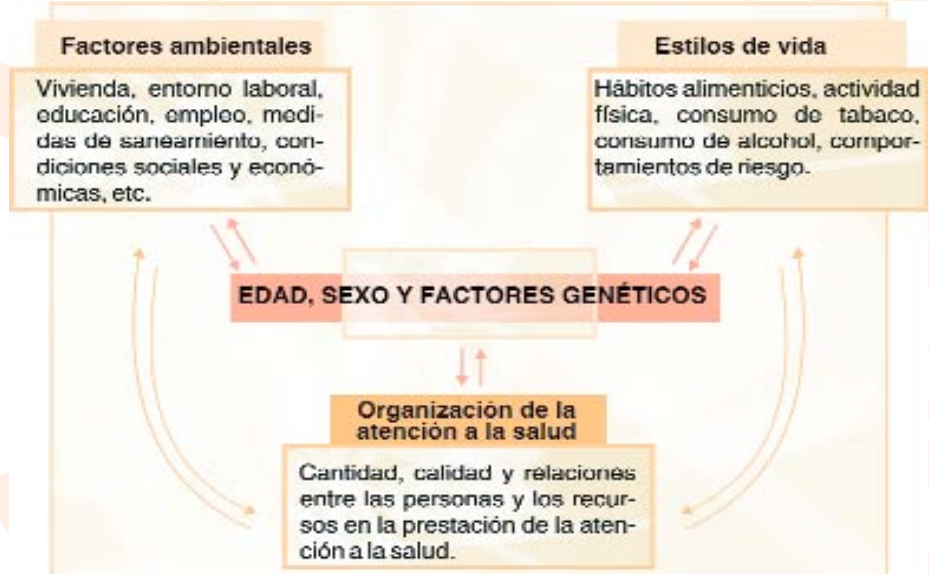 Factores ambientales
Vivienda, entorno laboral,
educación, empleo, medi-
das de saneamiento, con-
diciones sociales y econó-
micas, etc.
Estilos de vida
Hábitos alimenticios, actividad
física, consumo de tabaco,
consumo de alcohol, compor-
tamientos de riesgo.
EDAD, SEXO Y FACTORES GENÉTICOS
Organización de la
atención a la salud
Cantidad, calidad y relaciones
entre las personas y los recur-
sos en la prestación de la aten-
ción a la salud.